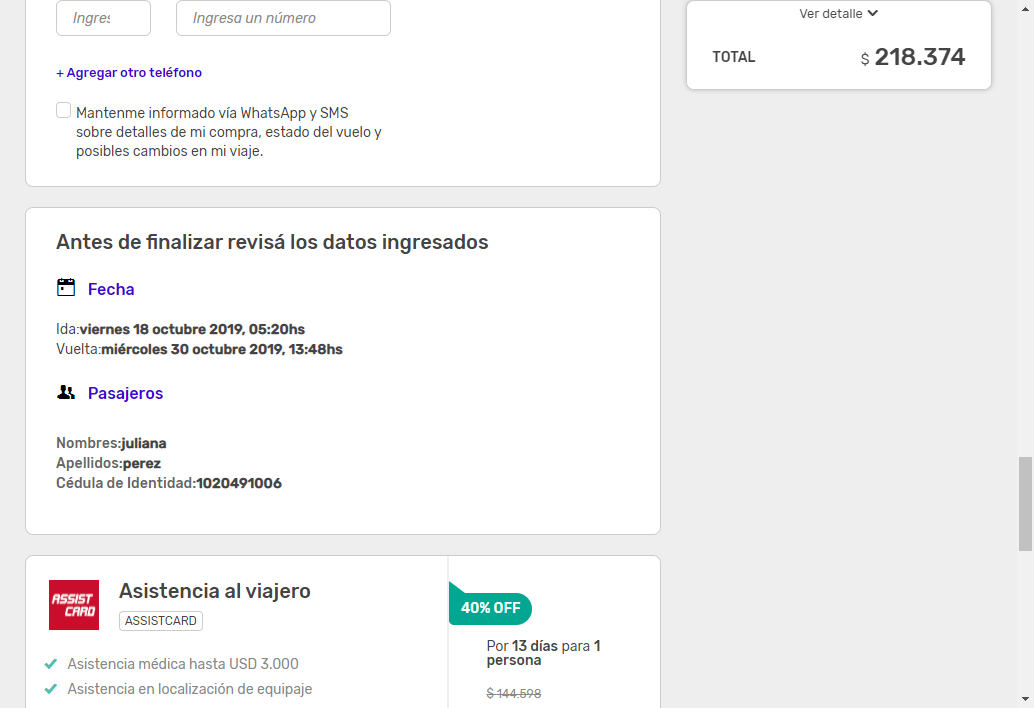 Ingresa un número
+ Agregar otro teléfono
Mantenme informado vía WhatsApp y SMS
sobre detalles de mi compra, estado del vuelo y
posibles cambios en mi viaje.
Ver detalle
TOTAL
$ 218.374
Antes de finalizar revisá los datos ingresados
Fecha
Ida:viernes 18 octubre 2019, 05:20hs
Vuelta:miércoles 30 octubre 2019, 13:48hs
Pasajeros
Nombres:juliana
Apellidos:perez
Cédula de Identidad:1020491006
ASSIST
CARD
Asistencia al viajero
ASSISTCARD
Asistencia médica hasta USD 3.000
Asistencia en localización de equipaje
40% OFF
Por 13 días para 1
persona
$ 144.598